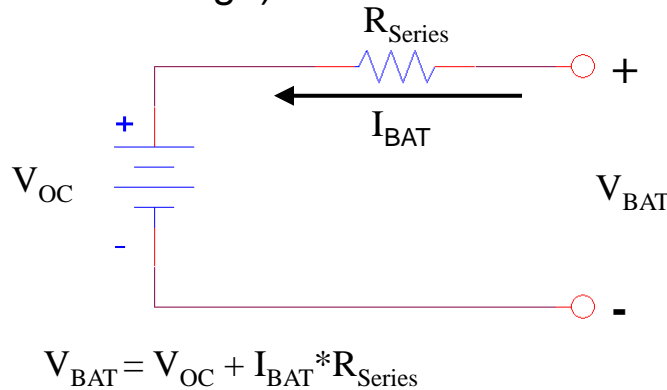 R_Series
+
I_BAT
+
V_OC
V_BAT
-
-
V_BAT = V_OC + I_BAT*R_Series